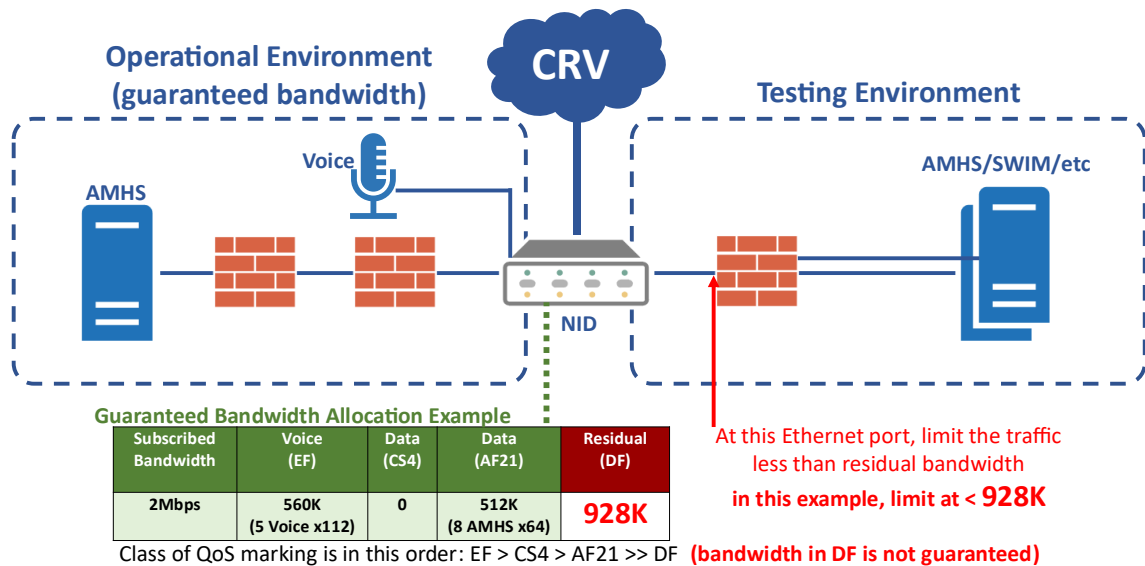 Operational Environment
(guaranteed bandwidth)
CRV
Testing Environment
Voice
AMHS
AMHS/SWIM/etc
NID
Guaranteed Bandwidth Allocation Example
Subscribed
Bandwidth
Voice
(EF)
Data
(CS4)
Data
(AF21)
Residual
(DF)
2Mbps
560K
(5 Voice x112)
0
512K
(8 AMHS x64)
928K
At this Ethernet port, limit the traffic
less than residual bandwidth
in this example, limit at < 928K
Class of QoS marking is in this order: EF > CS4 > AF21 >> DF (bandwidth in DF is not guaranteed)